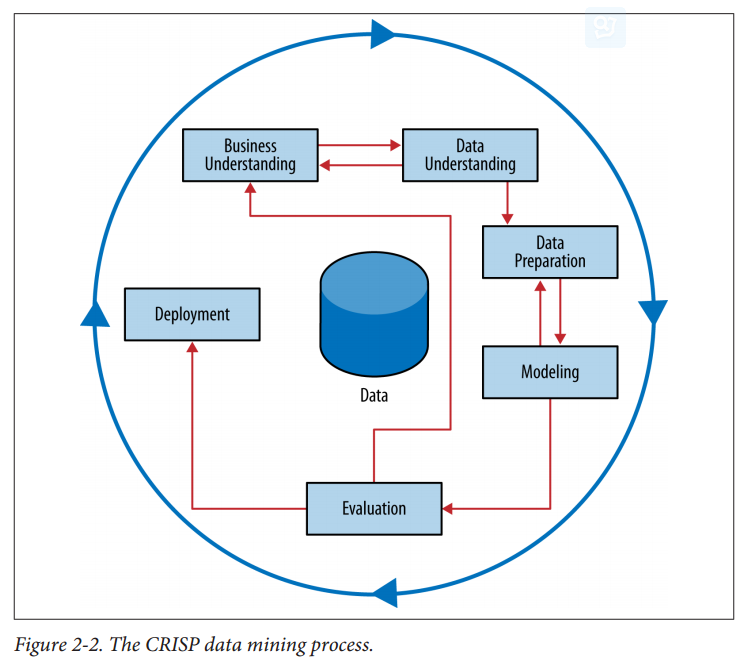 Business
Understanding
Data
Understanding
Data
Preparation
Deployment
Data
Modeling
Evaluation
Figure 2-2. The CRISP data mining process.